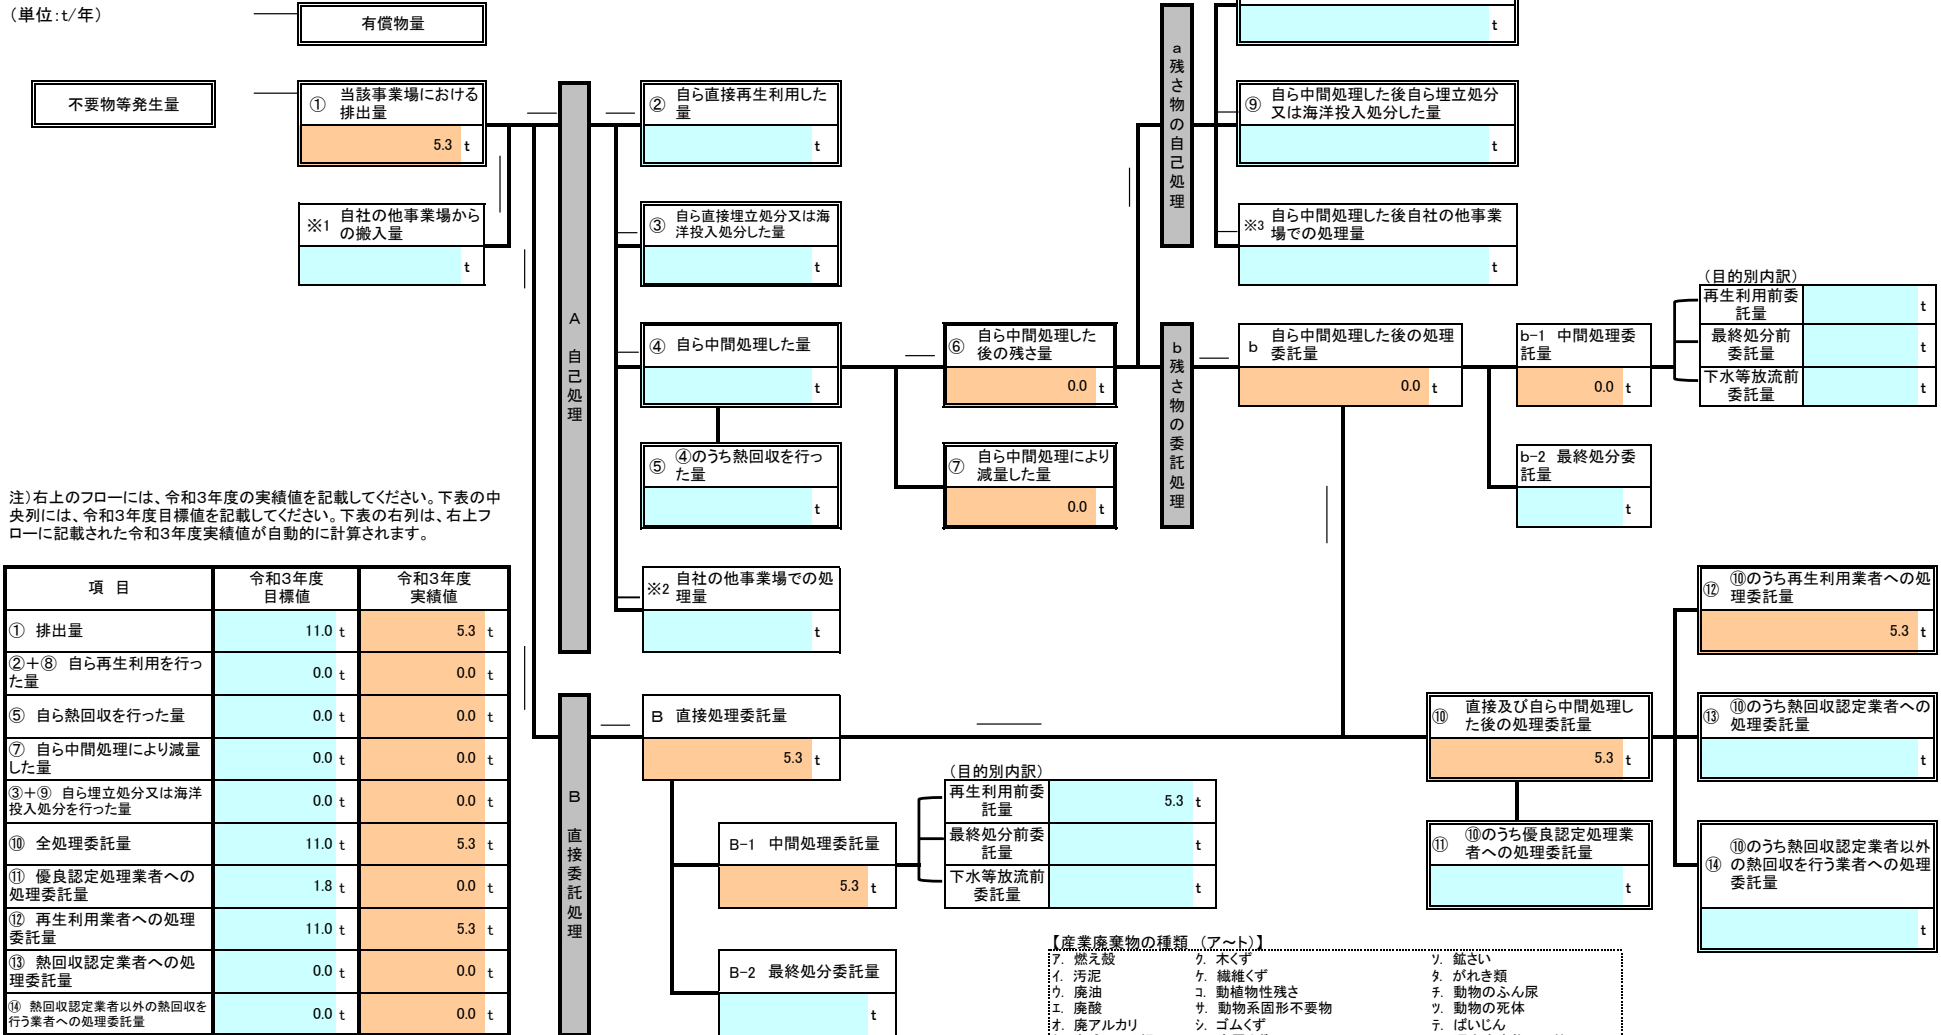 (単位:t/年)
有償物量
t
不要物等発生量
① 当該事業場における
排出量
5.3 t
※1 自社の他事業場から
の搬入量
t
A 自己処理
② 自ら直接再生利用した
量
t
③ 自ら直接埋立処分又は海
洋投入処分した量
t
④ 自ら中間処理した量
t
⑤ ④のうち熱回収を行っ
た量
t
※2 自社の他事業場での処
理量
t
⑥ 自ら中間処理した
後の残さ量
0.0 t
⑦ 自ら中間処理により
減量した量
0.0 t
a 残さ物の自己処理
⑨ 自ら中間処理した後自ら埋立処分
又は海洋投入処分した量
t
※3 自ら中間処理した後自社の他事業
場での処理量
t
b 残さ物の委託処理
b 自ら中間処理した後の処理
委託量
0.0 t
b-1 中間処理委
託量
0.0 t
b-2 最終処分委
託量
t
(目的別内訳)
再生利用前委
託量
t
最終処分前
委託量
t
下水等放流前
委託量
t
注)右上のフローには、令和3年度の実績値を記載してください。下表の中
央列には、令和3年度目標値を記載してください。下表の右列は、右上フ
ローに記載された令和3年度実績値が自動的に計算されます。
項 目 令和3年度
目標値 令和3年度
実績値
① 排出量 11.0 t 5.3 t
②+⑧ 自ら再生利用を行っ
た量 0.0 t 0.0 t
⑤ 自ら熱回収を行った量 0.0 t 0.0 t
⑦ 自ら中間処理により減量
した量 0.0 t 0.0 t
③+⑨ 自ら埋立処分又は海洋
投入処分を行った量 0.0 t 0.0 t
⑩ 全処理委託量 11.0 t 5.3 t
⑪ 優良認定処理業者への
処理委託量 1.8 t 0.0 t
⑫ 再生利用業者への処理
委託量 11.0 t 5.3 t
⑬ 熱回収認定業者への処
理委託量 0.0 t 0.0 t
⑭ 熱回収認定業者以外の熱回収を
行う業者への処理委託量 0.0 t 0.0 t
B 直接委託処理
B 直接処理委託量
5.3 t
B-1 中間処理委託量
5.3 t
B-2 最終処分委託量
t
(目的別内訳)
再生利用前委
託量
5.3 t
最終処分前委
託量
t
下水等放流前
委託量
t
⑩ 直接及び自ら中間処理し
た後の処理委託量
5.3 t
⑪ ⑩のうち優良認定処理業
者への処理委託量
t
⑫ ⑩のうち再生利用業者への処
理委託量
5.3 t
⑬ ⑩のうち熱回収認定業者への
処理委託量
t
⑭ ⑩のうち熱回収認定業者以外
の熱回収を行う業者への処理
委託量
t
【産業廃棄物の種類 (ア~ト)】
ア. 燃え殻 ク. 木くず ソ. 鉱さい
イ. 汚泥 ケ. 繊維くず タ. がれき類
ウ. 廃油 コ. 動植物性残さ チ. 動物のふん尿
エ. 廃酸 サ. 動物系固形不要物 ツ. 動物の死体
オ. 廃アルカリ シ. ゴムくず テ. ばいじん